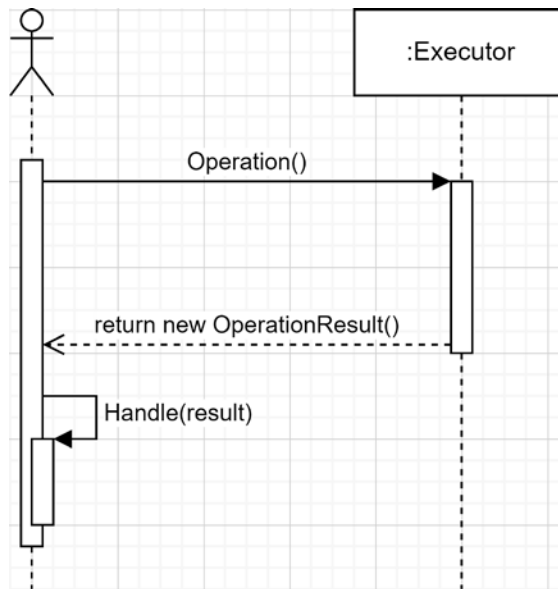 :Executor
Operation()
return new OperationResult()
Handle(result)